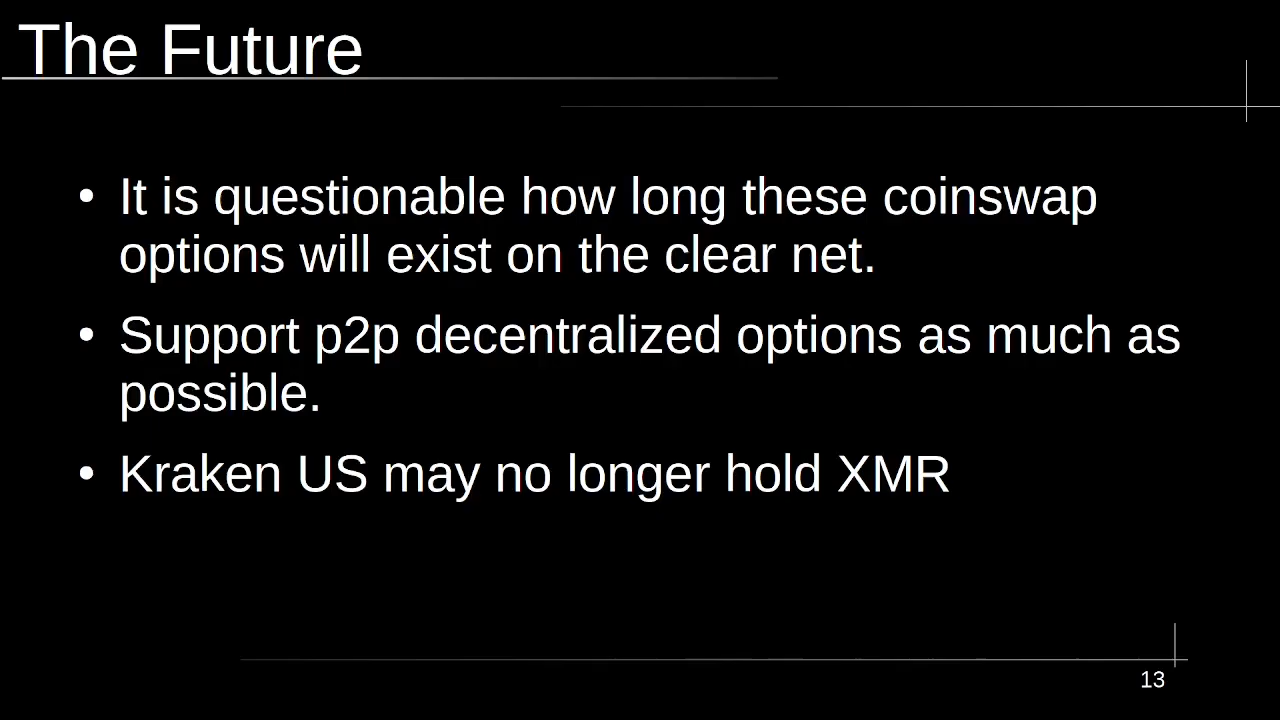 The Future
• It is questionable how long these coinswap
options will exist on the clear net.
• Support p2p decentralized options as much as
possible.
• Kraken US may no longer hold XMR
13